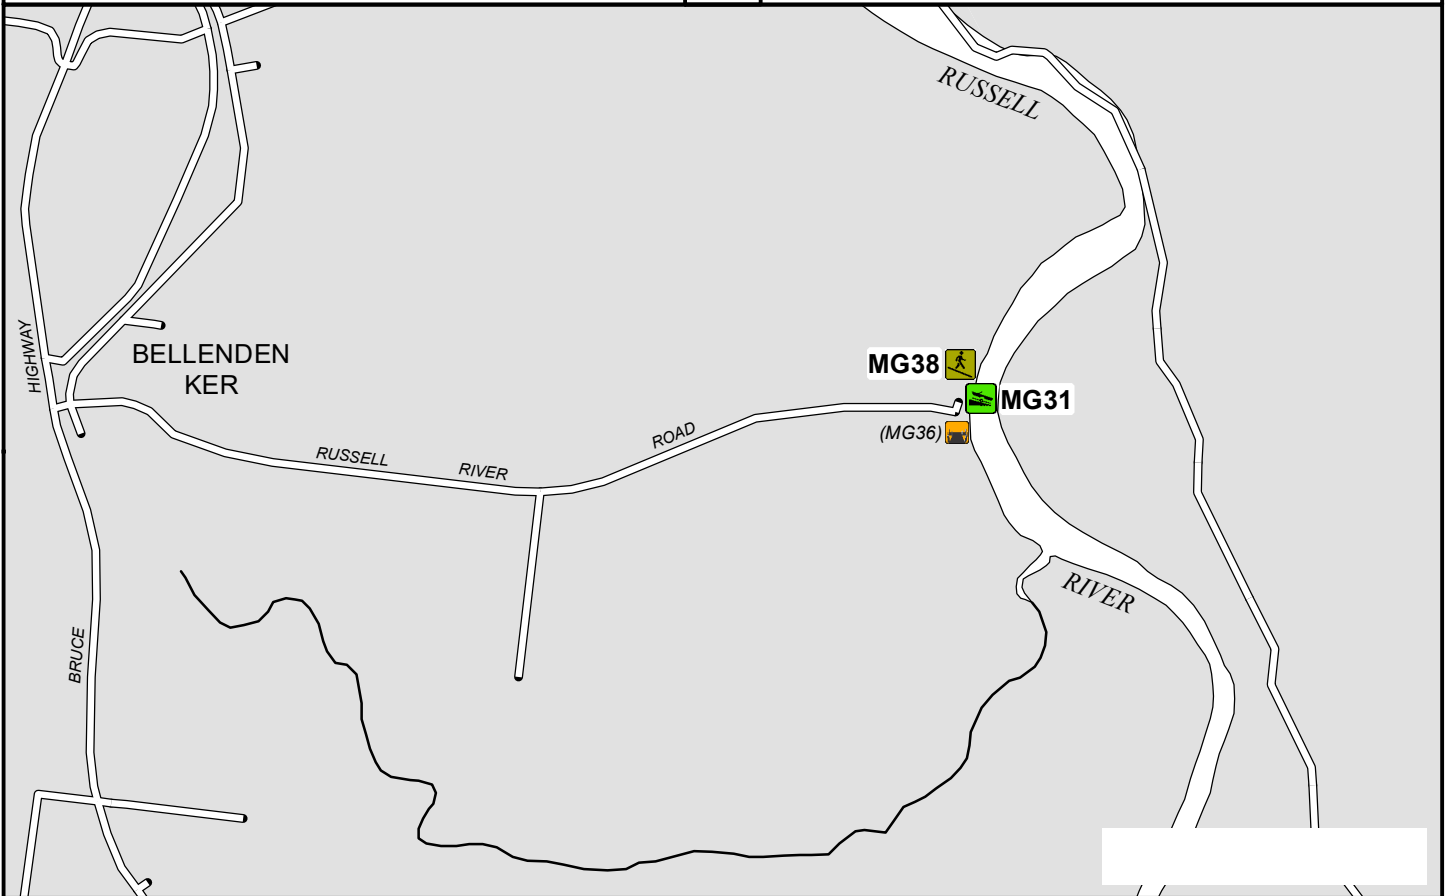 RUSSELL
HIGHWAY
BELLENDEN
KER
MG38
MG31
(MG36)
ROAD
RUSSELL
RIVER
RIVER
BRUCE